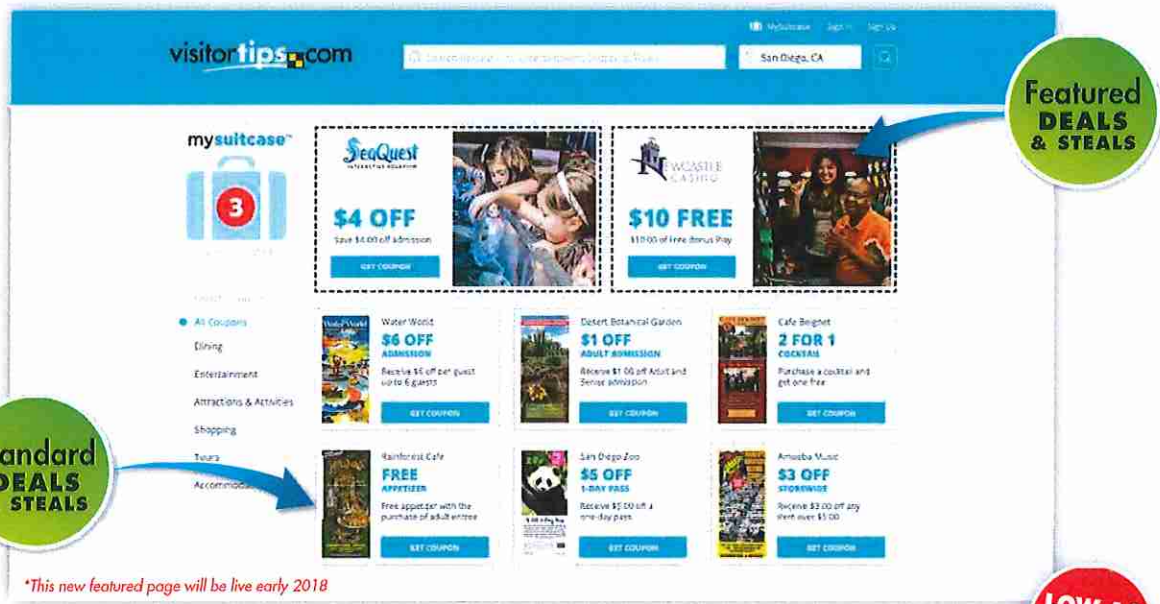 MySuitcase Sign In Sign Up
visitortips.com
San Diego, CA
Featured
DEALS
& STEALS
mysuitcase™
3
SeaQuest
INTERACTIVE AQUARIUM
$4 OFF
Save $4.00 off admission
GET COUPON
NEWCASTLE
CASINO
$10 FREE
$10.00 of Free Bonus Play
GET COUPON
All Coupons
Dining
Entertainment
Attractions & Activities
Shopping
Tours
Water World
$6 OFF
ADMISSION
Receive $6 off per guest
up to 6 guests
GET COUPON
Desert Botanical Garden
$1 OFF
ADULT ADMISSION
Receive $1.00 off Adult and
Senior admission
GET COUPON
Cafe Beignet
2 FOR 1
COCKTAIL
Purchase a cocktail and
get one free
GET COUPON
andard
DEALS
STEALS
Rainforest Cafe
FREE
APPETIZER
Free appetizer with the
purchase of adult entree
GET COUPON
San Diego Zoo
$5 OFF
1-DAY PASS
Receive $5.00 off a
one-day pass
GET COUPON
Amoeba Music
$3 OFF
STOREWIDE
Receive $3.00 off any
item over $5.00
GET COUPON
*This new featured page will be live early 2018